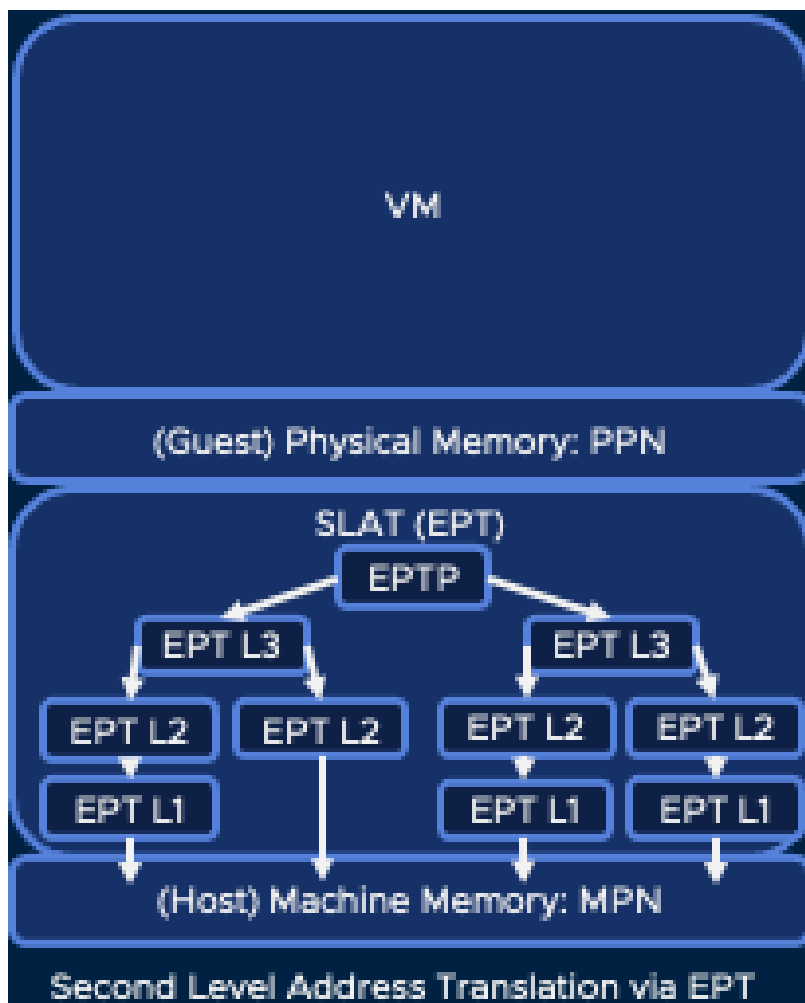 VM
(Guest) Physical Memory: PPN
SLAT (EPT)
EPTP
EPT L3
EPT L3
EPT L2
EPT L2
EPT L2
EPT L2
EPT L1
EPT L1
EPT L1
(Host) Machine Memory: MPN
Second Level Address Translation via EPT